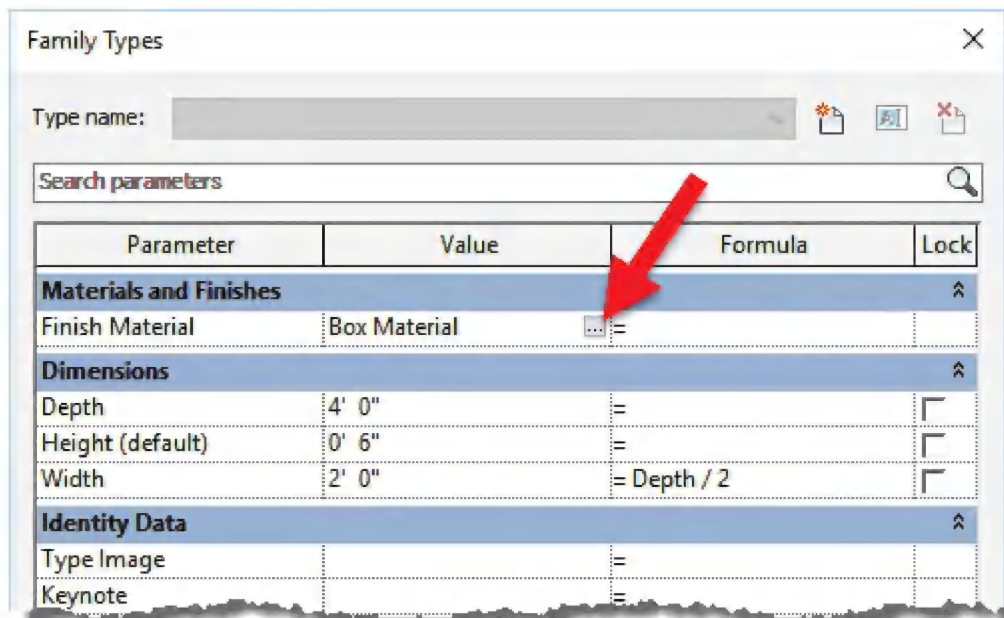 Family Types
Type name:
Search parameters
Parameter Value Formula Lock
Materials and Finishes
Finish Material Box Material ... =
Dimensions
Depth 4' 0" =
Height (default) 0' 6" =
Width 2' 0" = Depth / 2
Identity Data
Type Image =
Keynote =